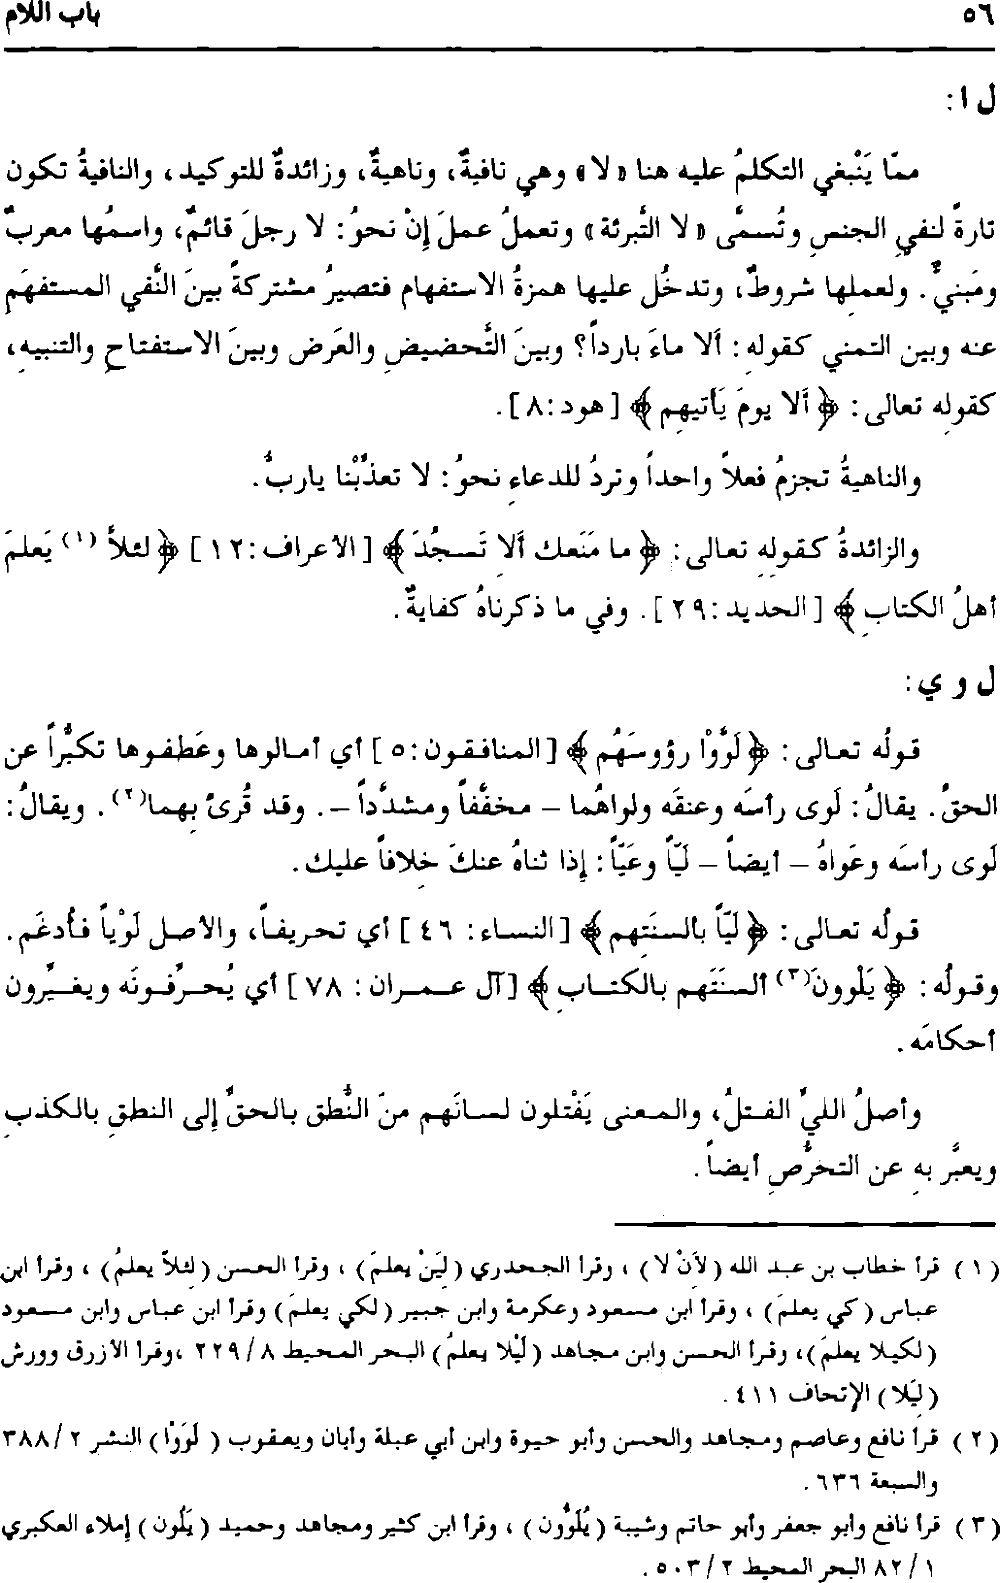 ٥٦ باب اللام
ل ا:
ممّا يَنْبغي التكلمُ عليه هنا «لا» وهي نافيةٌ، وناهيةٌ، وزائدةٌ للتوكيد، والنافيةُ تكون
تارةً لنفي الجنسِ وتُسمَّى «لا التَّبرئة» وتعملُ عملَ إنْ نحوُ: لا رجلَ قائمٌ، واسمُها معربٌ
ومَبنيٌّ. ولعملِها شروطٌ، وتدخُل عليها همزةُ الاستفهام فتصيرُ مشتركةً بينَ النَّفي المستفهَمِ
عنه وبين التمني كقولهِ: ألا ماءَ بارداً؟ وبينَ التَّحضيضِ والعَرض وبينَ الاستفتاحِ والتنبيهِ،
كقولهِ تعالى: ﴿ أَلا يومَ يَأتيهِم ﴾ [هود:٨].
والناهيةُ تجزمُ فعلاً واحداً وتردُ للدعاءِ نحوُ: لا تعذِّبْنا ياربُّ.
والزائدةُ كقولهِ تعالى: ﴿ ما مَنَعك ألاّ تَسجُدَ ﴾ [الأعراف:١٢] ﴿ لئلاَّ (١) يَعلمَ
أهلُ الكتابِ ﴾ [الحديد:٢٩]. وفي ما ذكرناهُ كفايةٌ.
ل و ي:
قولُه تعالى: ﴿ لَوَّوْا رؤوسَهُم ﴾ [المنافقون:٥] أي أمالوها وعَطفوها تكبُّراً عن
الحقِّ. يقالُ: لَوى رأسَه وعنقَه ولواهُما – مخفَّفاً ومشدَّداً –. وقد قُرئَ بهما(٢). ويقالُ:
لَوى رأسَه وعَواهُ – أيضاً – لَيّاً وعَيّاً: إذا ثناهُ عنكَ خلافاً عليك.
قولُه تعالى: ﴿ لَيّاً بألسنَتِهم ﴾ [النساء: ٤٦] أي تحريفاً، والأصل لَوْياً فأُدغَم.
وقولُه: ﴿ يَلْوونَ(٣) ألسنَتَهم بالكتابِ ﴾ [آل عمران: ٧٨] أي يُحرِّفونَه ويغيِّرون
أحكامَه.
وأصلُ الليِّ الفتلُ، والمعنى يَفْتلون لسانَهم منَ النُّطق بالحقِّ إلى النطقِ بالكذبِ
ويعبَّر بهِ عن التخرُّصِ أيضاً.
(١) قرأ خطاب بن عبد الله (لأنْ لا) ، وقرأ الجحدري (لِيَنْ يعلمَ) ، وقرأ الحسن (لِئلاّ يعلمُ) ، وقرأ ابن
عباس (كي يعلمَ) ، وقرأ ابن مسعود وعكرمة وابن جبير (لكي يعلمَ) وقرأ ابن عباس وابن مسعود
(لكيلا يعلمَ)، وقرأ الحسن وابن مجاهد (لَيْلا يعلمُ) البحر المحيط ٨/٢٢٩ ،وقرأ الأزرق وورش
(لِيَلا) الإتحاف ٤١١ .
(٢) قرأ نافع وعاصم ومجاهد والحسن وأبو حيوة وابن أبي عبلة وأبان ويعقوب (لَوَوْا) النشر ٢/٣٨٨
والسبعة ٦٣٦ .
(٣) قرأ نافع وأبو جعفر وأبو حاتم وشيبة (يُلَوُّون) ، وقرأ ابن كثير ومجاهد وحميد (يَلُون) إملاء العكبري
٨٢/١ البحر المحيط ٢/٥٠٣ .